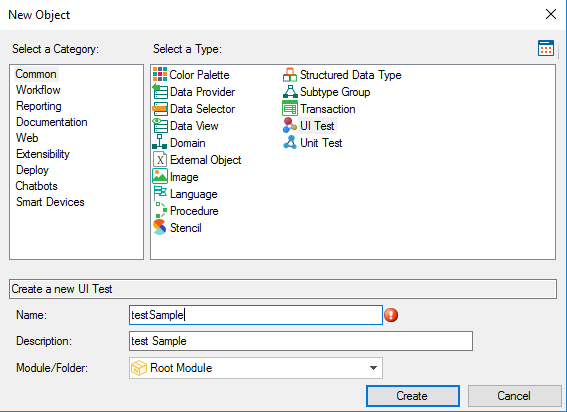 New Object
Select a Category:
Select a Type:
Common
Workflow
Reporting
Documentation
Web
Extensibility
Deploy
Chatbots
Smart Devices
Color Palette
Data Provider
Data Selector
Data View
Domain
External Object
Image
Language
Procedure
Stencil
Structured Data Type
Subtype Group
Transaction
UI Test
Unit Test
Create a new UI Test
Name: testSample
Description: test Sample
Module/Folder: Root Module
Create Cancel